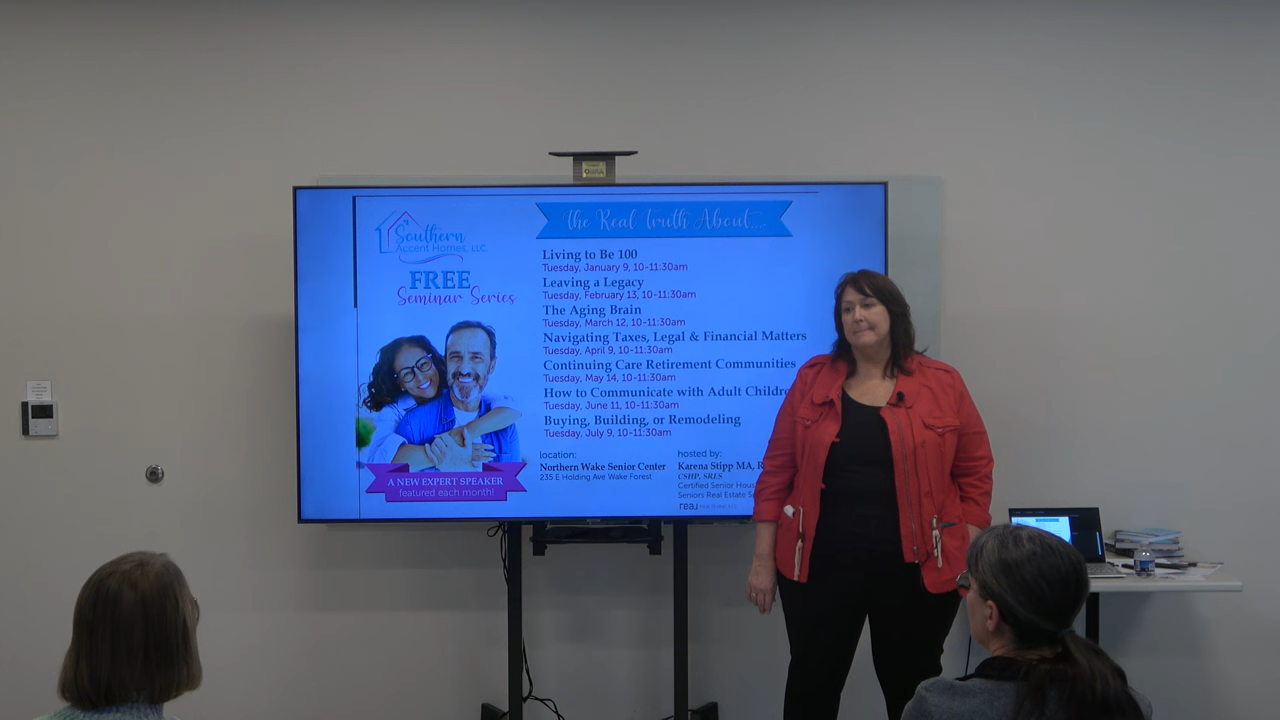 the Real Truth About...
Southern
Accent Homes, LLC.
FREE
Seminar Series
Living to Be 100
Tuesday, January 9, 10-11:30am
Leaving a Legacy
Tuesday, February 13, 10-11:30am
The Aging Brain
Tuesday, March 12, 10-11:30am
Navigating Taxes, Legal & Financial Matters
Tuesday, April 9, 10-11:30am
Continuing Care Retirement Communities
Tuesday, May 14, 10-11:30am
How to Communicate with Adult Childre
Tuesday, June 11, 10-11:30am
Buying, Building, or Remodeling
Tuesday, July 9, 10-11:30am
A NEW EXPERT SPEAKER
featured each month!
location:
Northern Wake Senior Center
235 E Holding Ave Wake Forest
hosted by:
Karena Stipp MA, R
CSHP, SRES
Certified Senior Hous
Seniors Real Estate Sp
real